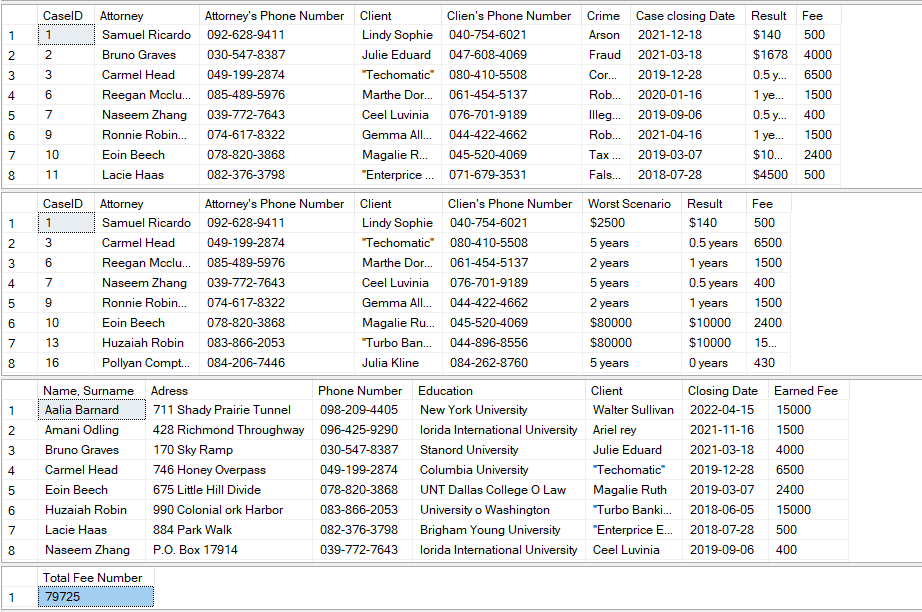 CaseID Attorney Attorney's Phone Number Client Clien's Phone Number Crime Case closing Date Result Fee
1 1 Samuel Ricardo 092-628-9411 Lindy Sophie 040-754-6021 Arson 2021-12-18 $140 500
2 2 Bruno Graves 030-547-8387 Julie Eduard 047-608-4069 Fraud 2021-03-18 $1678 4000
3 3 Carmel Head 049-199-2874 "Techomatic" 080-410-5508 Cor... 2019-12-28 0.5 y... 6500
4 6 Reegan Mcclu... 085-489-5976 Marthe Dor... 061-454-5137 Rob... 2020-01-16 1 ye... 1500
5 7 Naseem Zhang 039-772-7643 Ceel Luvinia 076-701-9189 Illeg... 2019-09-06 0.5 y... 400
6 9 Ronnie Robin... 074-617-8322 Gemma All... 044-422-4662 Rob... 2021-04-16 1 ye... 1500
7 10 Eoin Beech 078-820-3868 Magalie R... 045-520-4069 Tax ... 2019-03-07 $10... 2400
8 11 Lacie Haas 082-376-3798 "Enterprice ... 071-679-3531 Fals... 2018-07-28 $4500 500
CaseID Attorney Attorney's Phone Number Client Clien's Phone Number Worst Scenario Result Fee
1 1 Samuel Ricardo 092-628-9411 Lindy Sophie 040-754-6021 $2500 $140 500
2 3 Carmel Head 049-199-2874 "Techomatic" 080-410-5508 5 years 0.5 years 6500
3 6 Reegan Mcclu... 085-489-5976 Marthe Dor... 061-454-5137 2 years 1 years 1500
4 7 Naseem Zhang 039-772-7643 Ceel Luvinia 076-701-9189 5 years 0.5 years 400
5 9 Ronnie Robin... 074-617-8322 Gemma All... 044-422-4662 2 years 1 years 1500
6 10 Eoin Beech 078-820-3868 Magalie Ru... 045-520-4069 $80000 $10000 2400
7 13 Huzaiah Robin 083-866-2053 "Turbo Ban... 044-896-8556 $80000 $10000 15...
8 16 Pollyan Compt... 084-206-7446 Julia Kline 084-262-8760 5 years 0 years 430
Name, Surname Adress Phone Number Education Client Closing Date Earned Fee
1 Aalia Barnard 711 Shady Prairie Tunnel 098-209-4405 New York University Walter Sullivan 2022-04-15 15000
2 Amani Odling 428 Richmond Throughway 096-425-9290 lorida International University Ariel rey 2021-11-16 1500
3 Bruno Graves 170 Sky Ramp 030-547-8387 Stanord University Julie Eduard 2021-03-18 4000
4 Carmel Head 746 Honey Overpass 049-199-2874 Columbia University "Techomatic" 2019-12-28 6500
5 Eoin Beech 675 Little Hill Divide 078-820-3868 UNT Dallas College O Law Magalie Ruth 2019-03-07 2400
6 Huzaiah Robin 990 Colonial ork Harbor 083-866-2053 University o Washington "Turbo Banki... 2018-06-05 15000
7 Lacie Haas 884 Park Walk 082-376-3798 Brigham Young University "Enterprice E... 2018-07-28 500
8 Naseem Zhang P.O. Box 17914 039-772-7643 lorida International University Ceel Luvinia 2019-09-06 400
Total Fee Number
1 79725